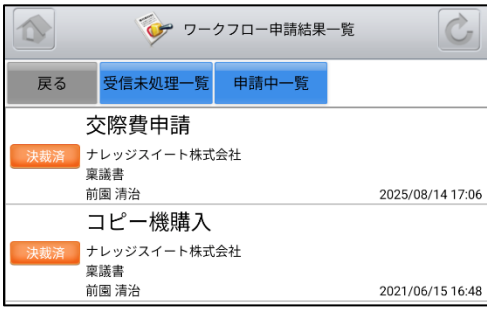 ワークフロー申請結果一覧
戻る 受信未処理一覧 申請中一覧
交際費申請
決裁済 ナレッジスイート株式会社
稟議書
前園 清治 2025/08/14 17:06
コピー機購入
決裁済 ナレッジスイート株式会社
稟議書
前園 清治 2021/06/15 16:48